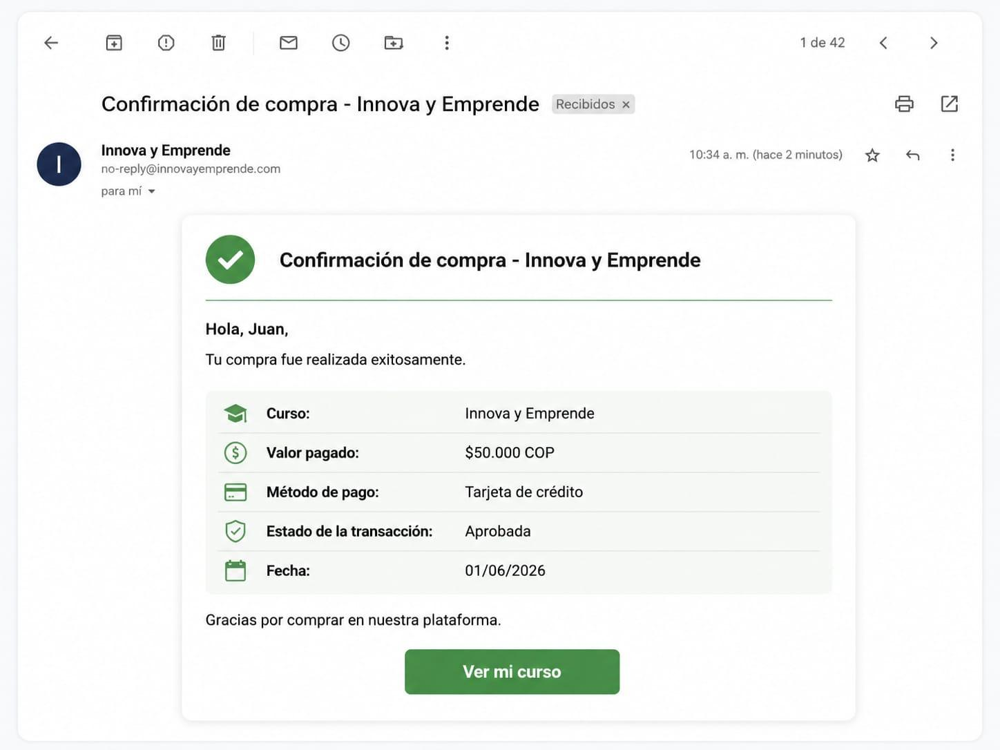 1 de 42
Confirmación de compra - Innova y Emprende Recibidos ×
I
Innova y Emprende
no-reply@innovayemprende.com
para mí
10:34 a. m. (hace 2 minutos)
Confirmación de compra - Innova y Emprende
Hola, Juan,
Tu compra fue realizada exitosamente.
Curso: Innova y Emprende
$ Valor pagado: $50.000 COP
Método de pago: Tarjeta de crédito
Estado de la transacción: Aprobada
Fecha: 01/06/2026
Gracias por comprar en nuestra plataforma.
Ver mi curso